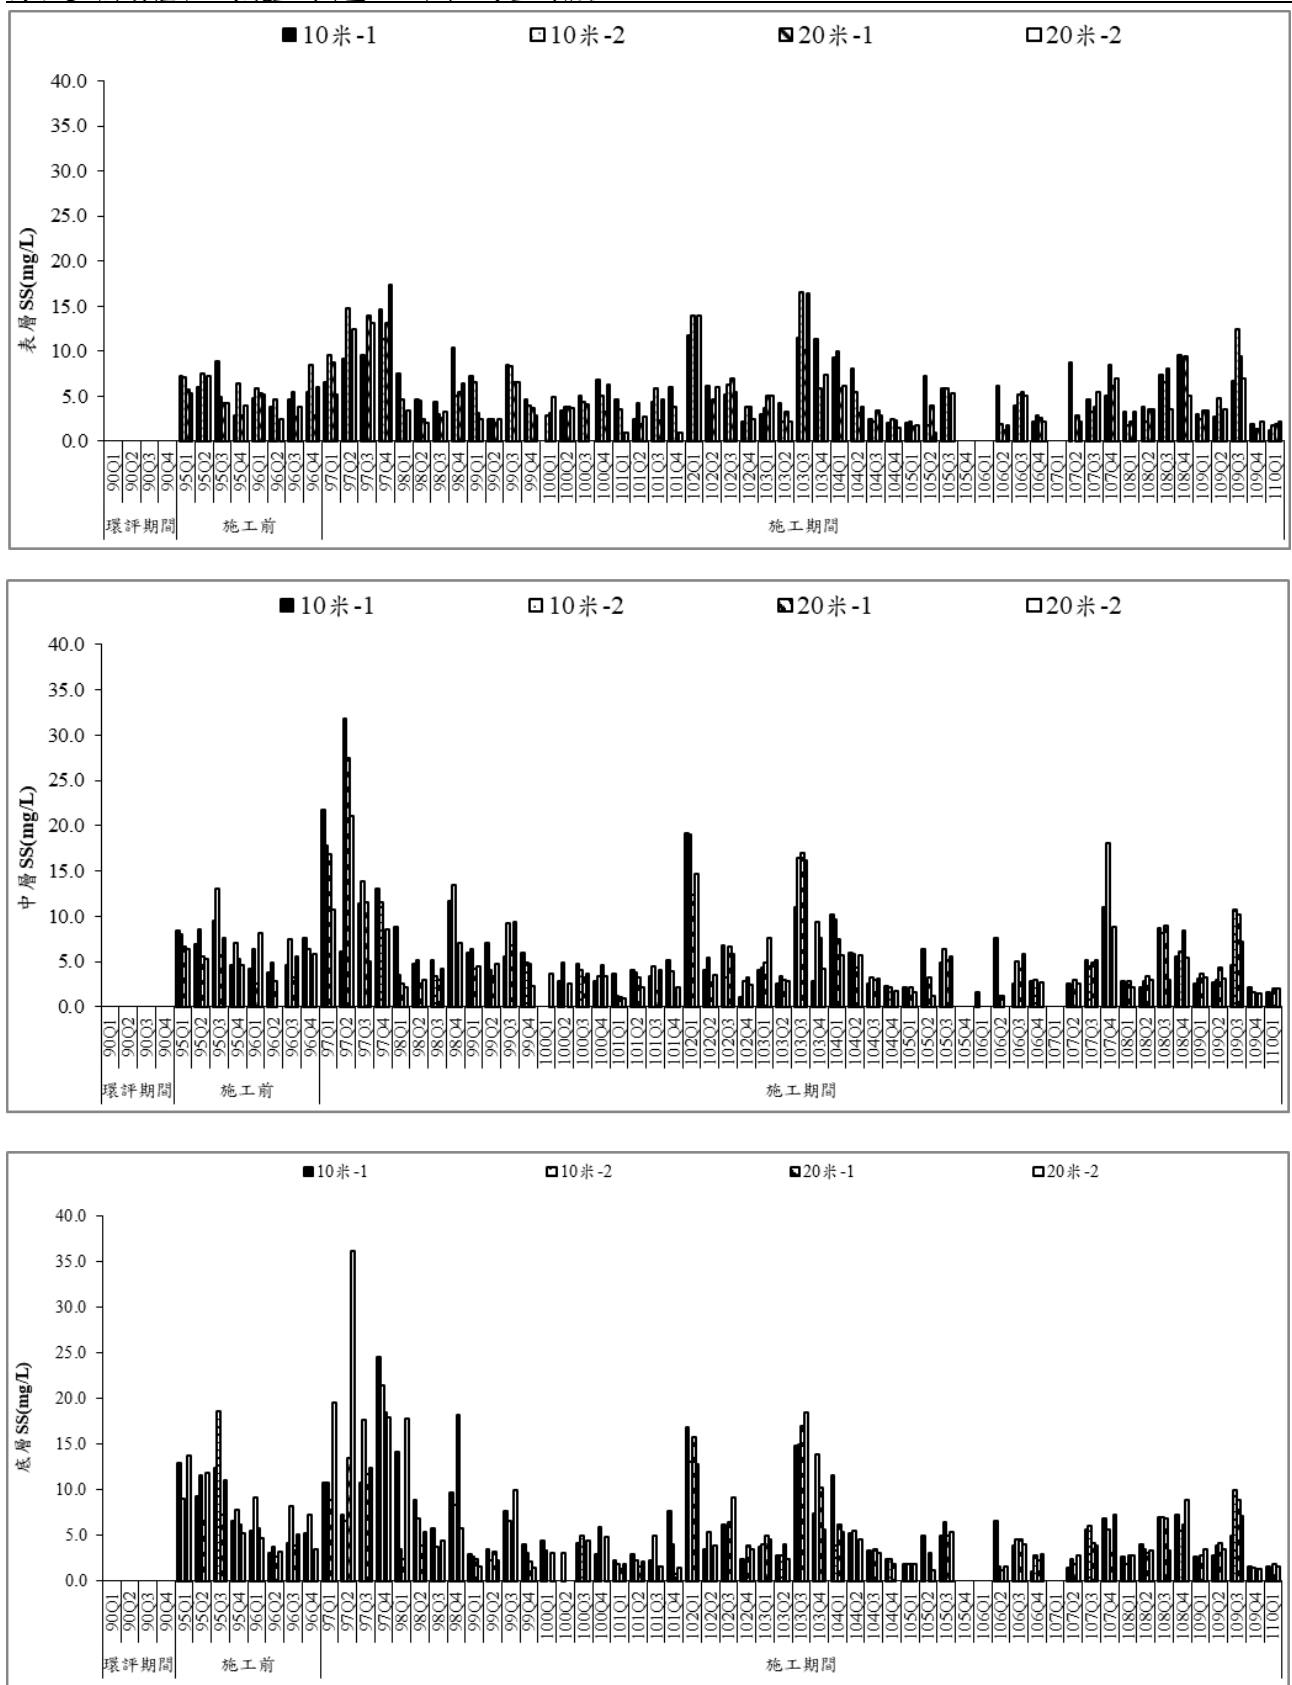 ■10米-1 □10米-2 ■20米-1 □20米-2
40.0
35.0
30.0
25.0
20.0
15.0
10.0
5.0
0.0
表層SS(mg/L)
90Q1 90Q2 90Q3 90Q4 95Q1 95Q2 95Q3 95Q4 96Q1 96Q2 96Q3 96Q4 97Q1 97Q2 97Q3 97Q4 98Q1 98Q2 98Q3 98Q4 99Q1 99Q2 99Q3 99Q4 100Q1 100Q2 100Q3 100Q4 101Q1 101Q2 101Q3 101Q4 102Q1 102Q2 102Q3 102Q4 103Q1 103Q2 103Q3 103Q4 104Q1 104Q2 104Q3 104Q4 105Q1 105Q2 105Q3 105Q4 106Q1 106Q2 106Q3 106Q4 107Q1 107Q2 107Q3 107Q4 108Q1 108Q2 108Q3 108Q4 109Q1 109Q2 109Q3 109Q4 110Q1
環評期間 施工前 施工期間
■10米-1 □10米-2 ■20米-1 □20米-2
40.0
35.0
30.0
25.0
20.0
15.0
10.0
5.0
0.0
中層SS(mg/L)
90Q1 90Q2 90Q3 90Q4 95Q1 95Q2 95Q3 95Q4 96Q1 96Q2 96Q3 96Q4 97Q1 97Q2 97Q3 97Q4 98Q1 98Q2 98Q3 98Q4 99Q1 99Q2 99Q3 99Q4 100Q1 100Q2 100Q3 100Q4 101Q1 101Q2 101Q3 101Q4 102Q1 102Q2 102Q3 102Q4 103Q1 103Q2 103Q3 103Q4 104Q1 104Q2 104Q3 104Q4 105Q1 105Q2 105Q3 105Q4 106Q1 106Q2 106Q3 106Q4 107Q1 107Q2 107Q3 107Q4 108Q1 108Q2 108Q3 108Q4 109Q1 109Q2 109Q3 109Q4 110Q1
環評期間 施工前 施工期間
■10米-1 □10米-2 ■20米-1 □20米-2
40.0
35.0
30.0
25.0
20.0
15.0
10.0
5.0
0.0
底層SS(mg/L)
90Q1 90Q2 90Q3 90Q4 95Q1 95Q2 95Q3 95Q4 96Q1 96Q2 96Q3 96Q4 97Q1 97Q2 97Q3 97Q4 98Q1 98Q2 98Q3 98Q4 99Q1 99Q2 99Q3 99Q4 100Q1 100Q2 100Q3 100Q4 101Q1 101Q2 101Q3 101Q4 102Q1 102Q2 102Q3 102Q4 103Q1 103Q2 103Q3 103Q4 104Q1 104Q2 104Q3 104Q4 105Q1 105Q2 105Q3 105Q4 106Q1 106Q2 106Q3 106Q4 107Q1 107Q2 107Q3 107Q4 108Q1 108Q2 108Q3 108Q4 109Q1 109Q2 109Q3 109Q4 110Q1
環評期間 施工前 施工期間